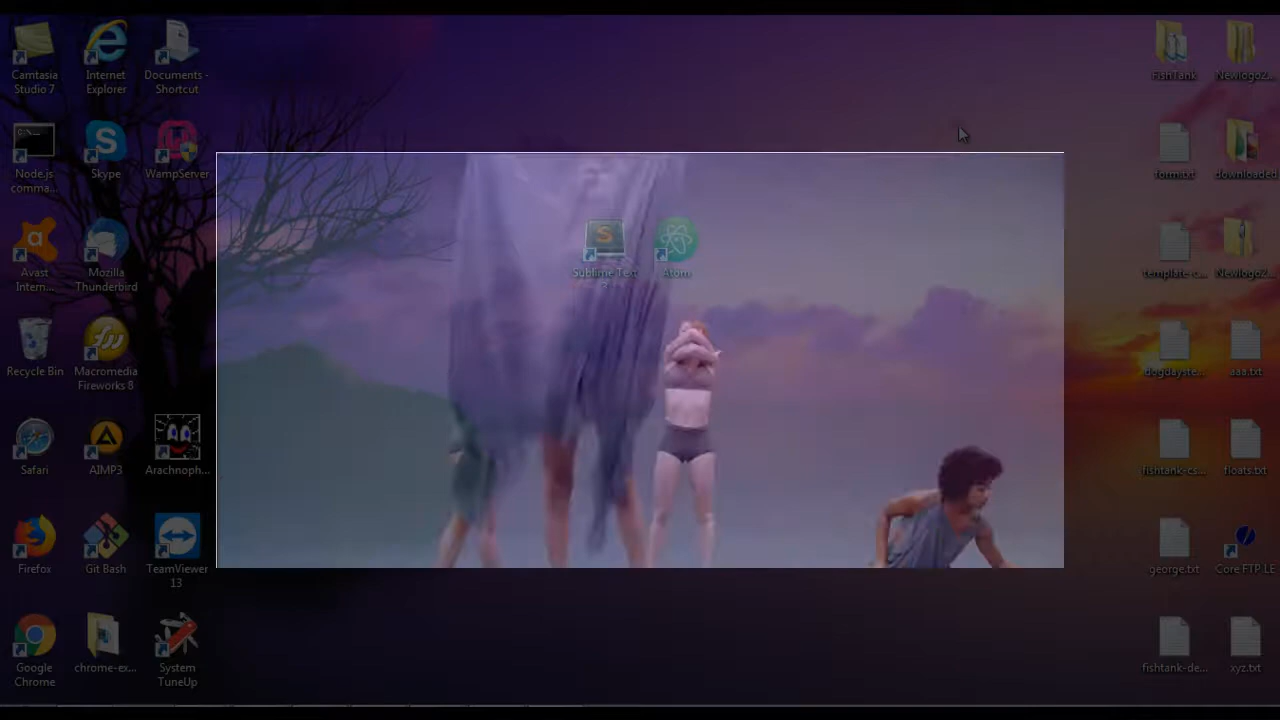 Camtasia
Studio 7
Internet
Explorer
Documents -
Shortcut
Node.js
comma...
Skype
WampServer
Avast
Intern...
Mozilla
Thunderbird
Recycle Bin
Macromedia
Fireworks 8
Safari
AIMP3
Arachnoph...
Firefox
Git Bash
TeamViewer
13
Google
Chrome
chrome-ex...
System
TuneUp
Sublime Text
3
Atom
FishTank
Newlogo2...
form.txt
downloaded
template-c...
Newlogo2...
dogdayste...
aaa.txt
fishtank-cs...
floats.txt
george.txt
Core FTP LE
fishtank-de...
xyz.txt